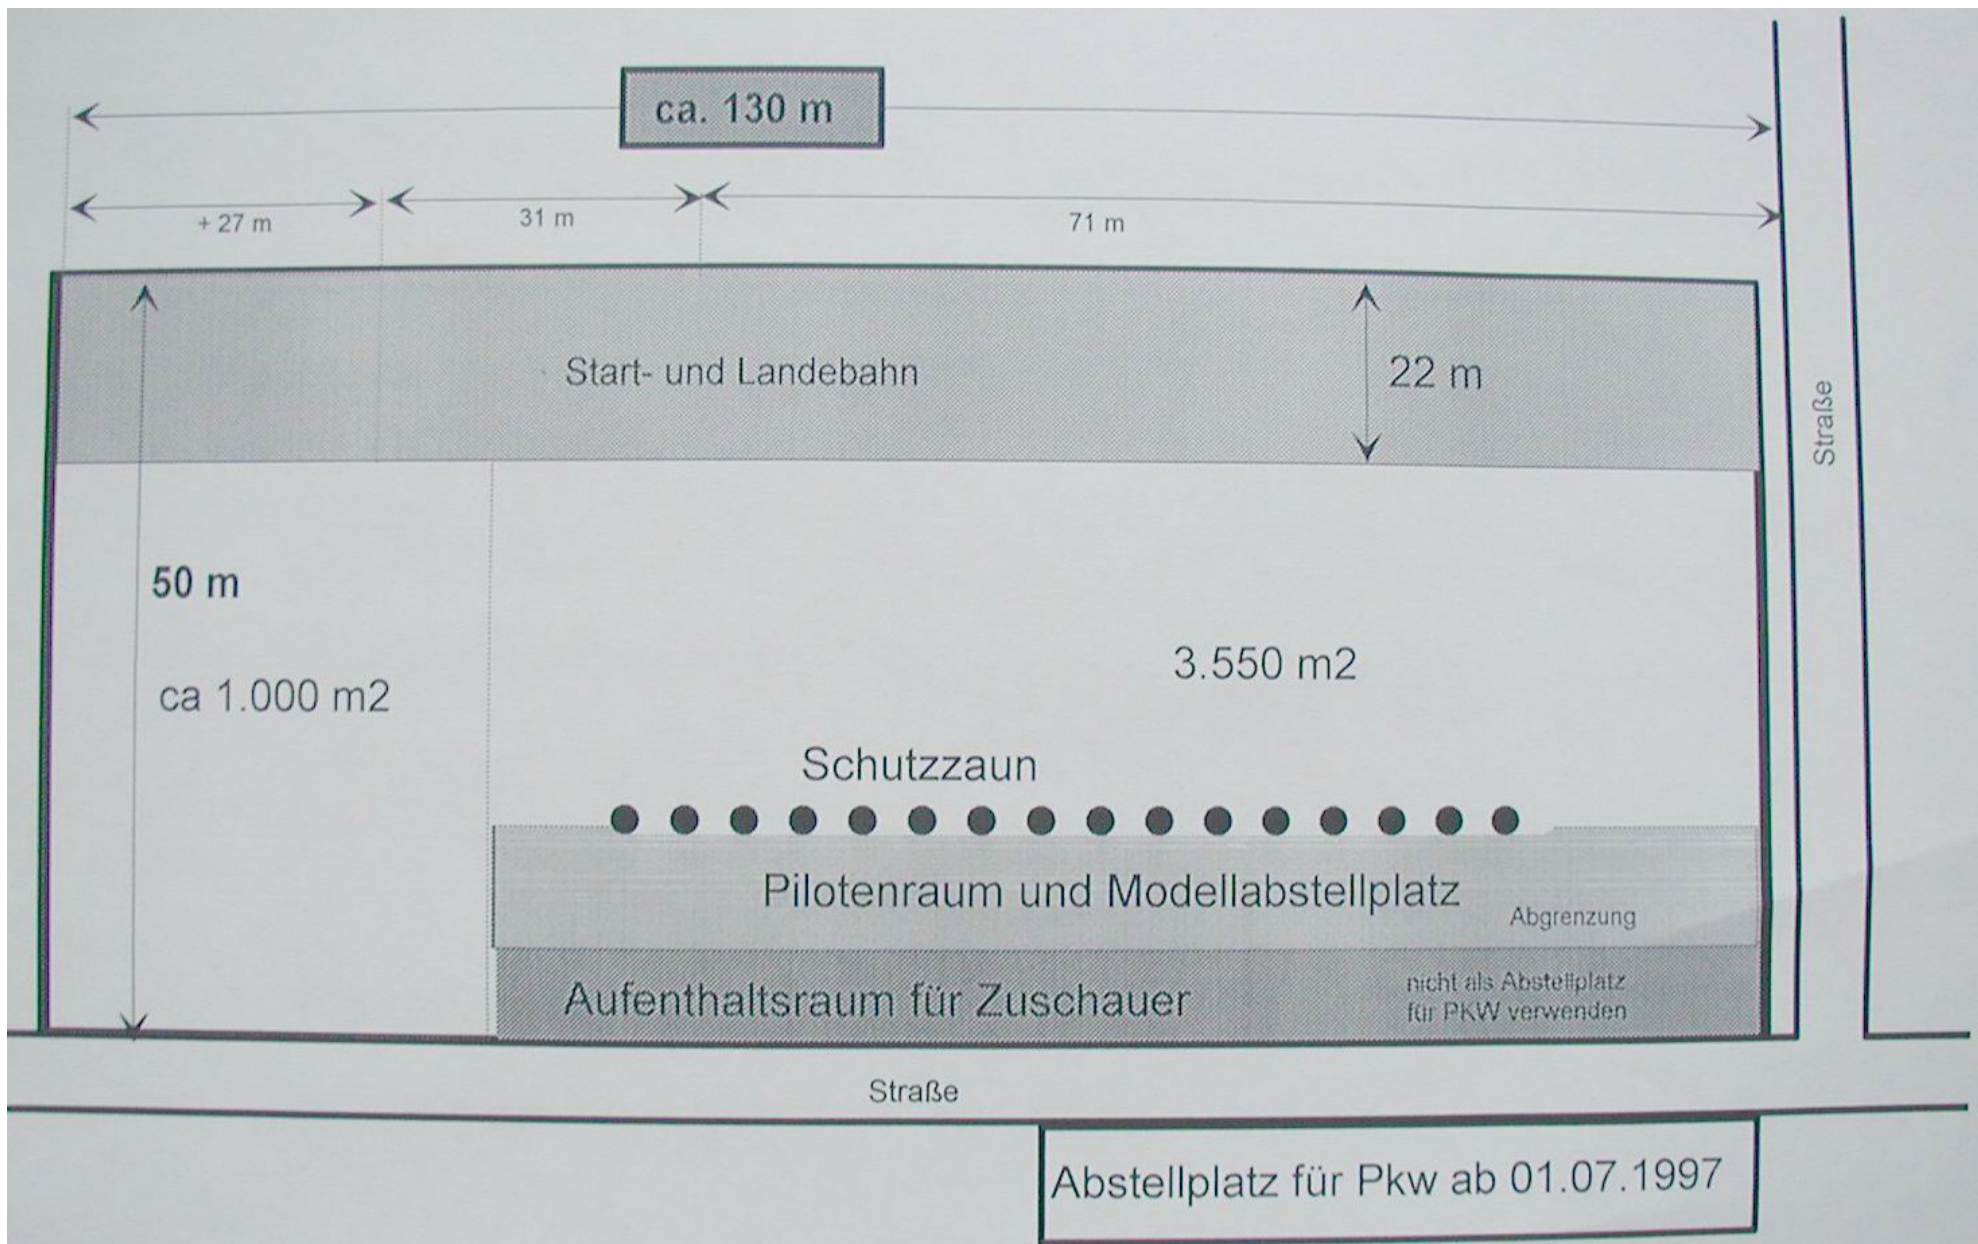 ca. 130 m
+ 27 m
31 m
71 m
Start- und Landebahn
22 m
Straße
50 m
ca 1.000 m2
3.550 m2
Schutzzaun
Pilotenraum und Modellabstellplatz
Abgrenzung
Aufenthaltsraum für Zuschauer
nicht als Abstellplatz
für PKW verwenden
Straße
Abstellplatz für Pkw ab 01.07.1997